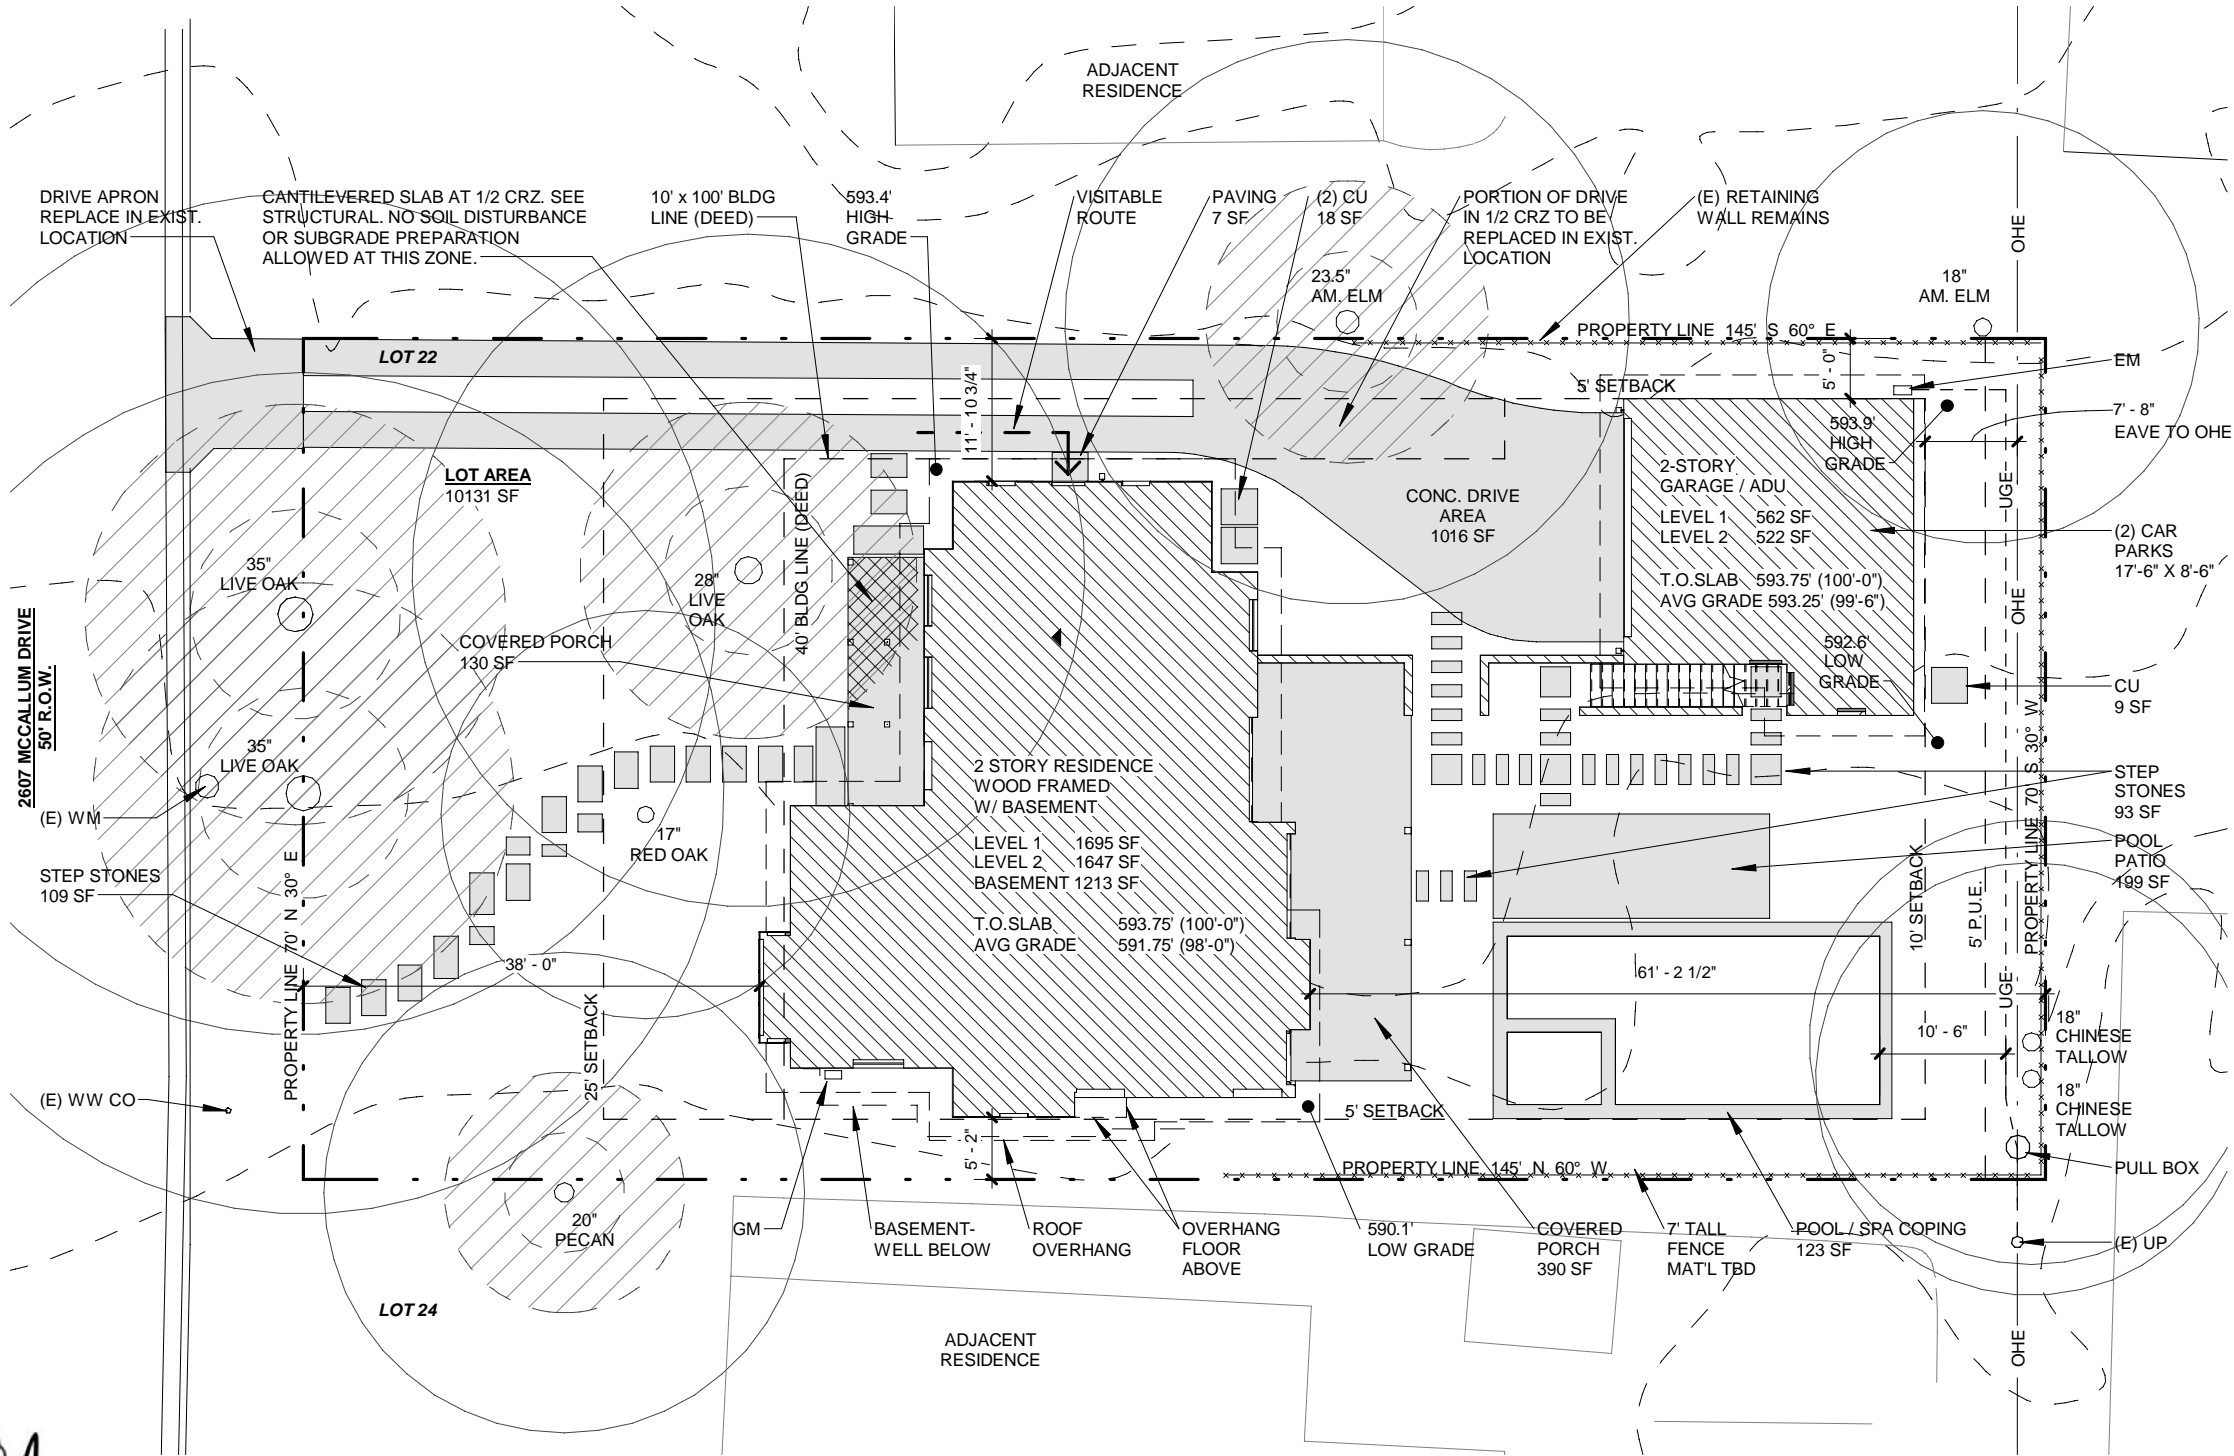 ADJACENT
RESIDENCE
DRIVE APRON
REPLACE IN EXIST.
LOCATION
CANTILEVERED SLAB AT 1/2 CRZ. SEE
STRUCTURAL. NO SOIL DISTURBANCE
OR SUBGRADE PREPARATION
ALLOWED AT THIS ZONE.
10' x 100' BLDG
LINE (DEED)
593.4'
HIGH
GRADE
VISITABLE
ROUTE
PAVING
7 SF
(2) CU
18 SF
PORTION OF DRIVE
IN 1/2 CRZ TO BE
REPLACED IN EXIST.
LOCATION
(E) RETAINING
WALL REMAINS
OHE
23.5"
AM. ELM
18"
AM. ELM
PROPERTY LINE 145' S 60° E
LOT 22
5' SETBACK
5' - 0"
EM
7' - 8"
EAVE TO OHE
11' - 10 3/4"
593.9'
HIGH
GRADE
LOT AREA
10131 SF
40' BLDG LINE (DEED)
CONC. DRIVE
AREA
1016 SF
2-STORY
GARAGE / ADU
LEVEL 1 562 SF
LEVEL 2 522 SF
T.O.SLAB 593.75' (100'-0")
AVG GRADE 593.25' (99'-6")
UGE
(2) CAR
PARKS
17'-6" X 8'-6"
OHE
35"
LIVE OAK
28"
LIVE
OAK
592.6'
LOW
GRADE
COVERED PORCH
130 SF
CU
9 SF
2607 MCCALLUM DRIVE
50' R.O.W.
35"
LIVE OAK
(E) WM
17"
RED OAK
2 STORY RESIDENCE
WOOD FRAMED
W/ BASEMENT
LEVEL 1 1695 SF
LEVEL 2 1647 SF
BASEMENT 1213 SF
T.O.SLAB 593.75' (100'-0")
AVG GRADE 591.75' (98'-0")
STEP
STONES
93 SF
POOL
PATIO
199 SF
PROPERTY LINE 70' S 30° W
10' SETBACK
5' P.U.E.
STEP STONES
109 SF
PROPERTY LINE 70' N 30° E
38' - 0"
61' - 2 1/2"
UGE
10' - 6"
18"
CHINESE
TALLOW
18"
CHINESE
TALLOW
25' SETBACK
(E) WW CO
5' SETBACK
5' - 2"
PROPERTY LINE 145' N 60° W
PULL BOX
20"
PECAN
GM
BASEMENT-
WELL BELOW
ROOF
OVERHANG
OVERHANG
FLOOR
ABOVE
590.1'
LOW GRADE
COVERED
PORCH
390 SF
7' TALL
FENCE
MAT'L TBD
POOL / SPA COPING
123 SF
(E) UP
LOT 24
ADJACENT
RESIDENCE
OHE